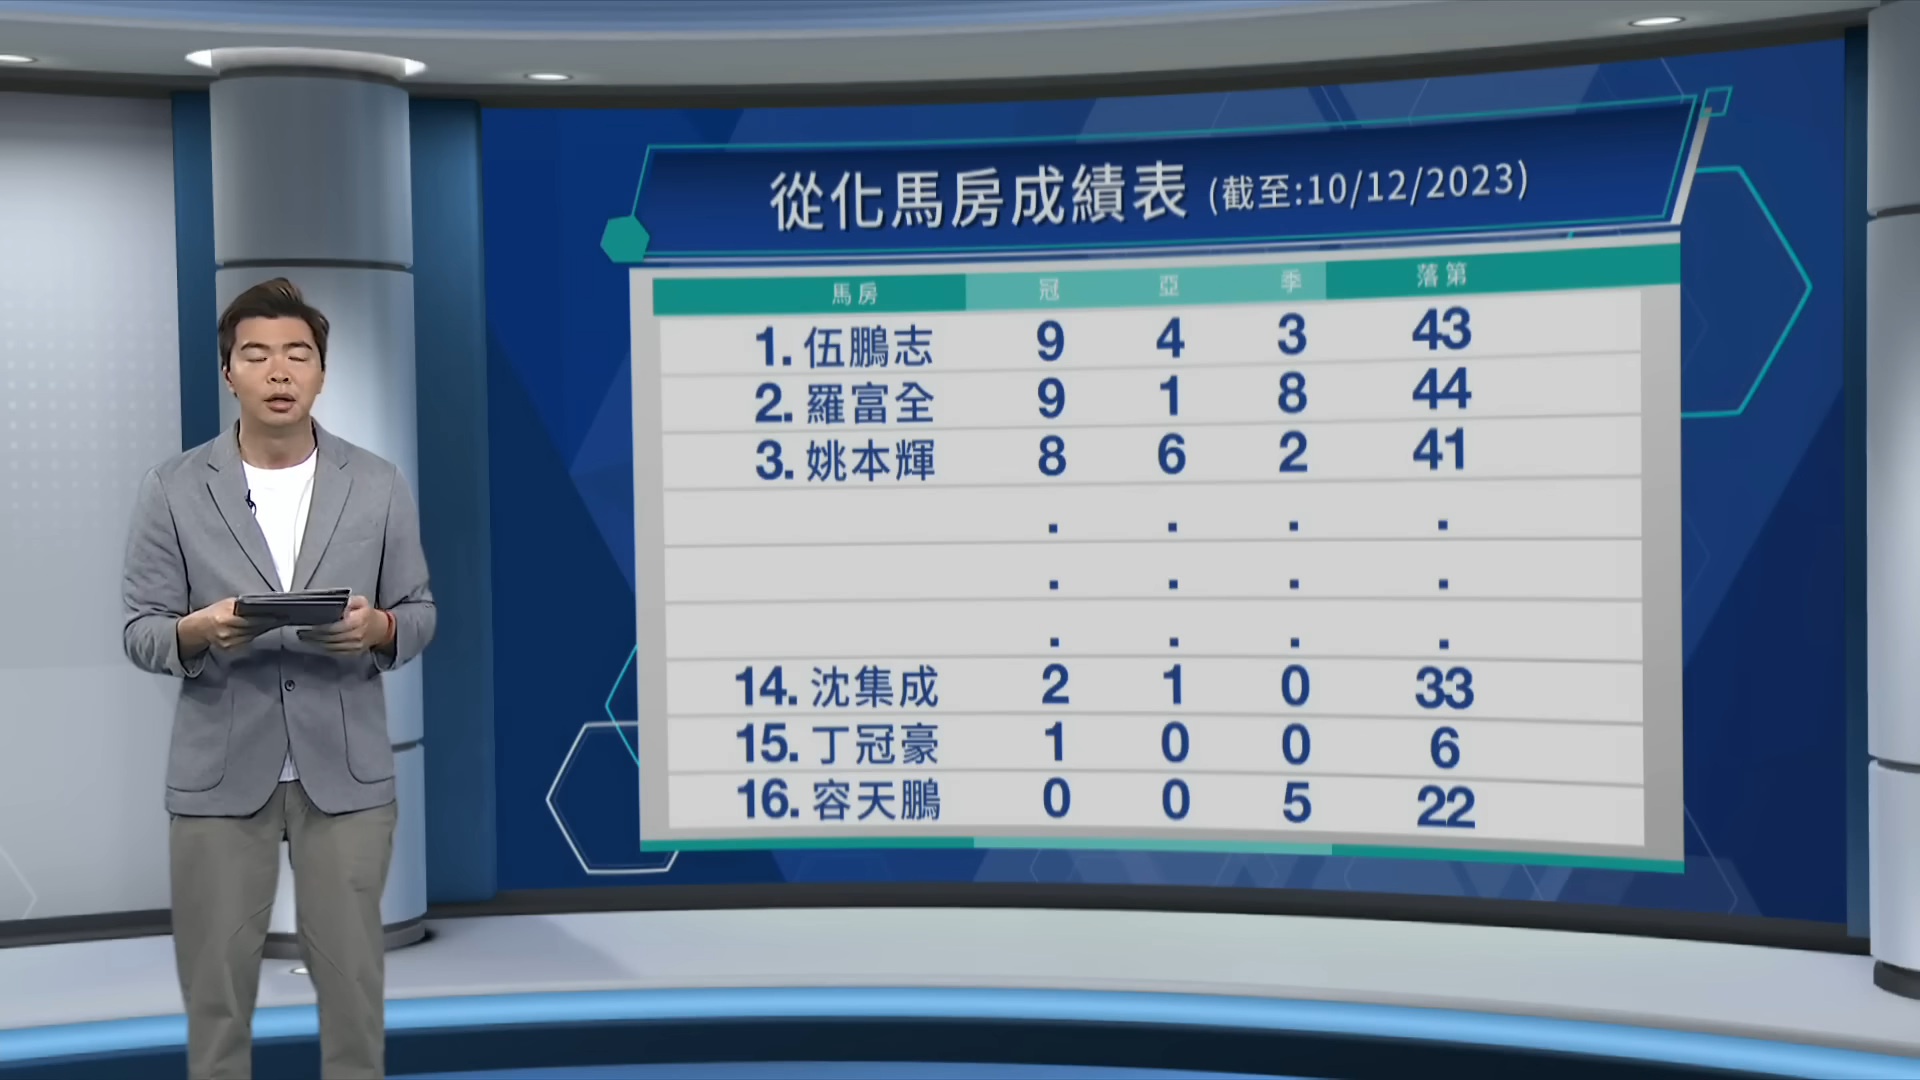 從化馬房成績表 (截至:10/12/2023)
馬房 冠 亞 季 落第
1. 伍鵬志 9 4 3 43
2. 羅富全 9 1 8 44
3. 姚本輝 8 6 2 41
. . . .
. . . .
. . . .
14. 沈集成 2 1 0 33
15. 丁冠豪 1 0 0 6
16. 容天鵬 0 0 5 22